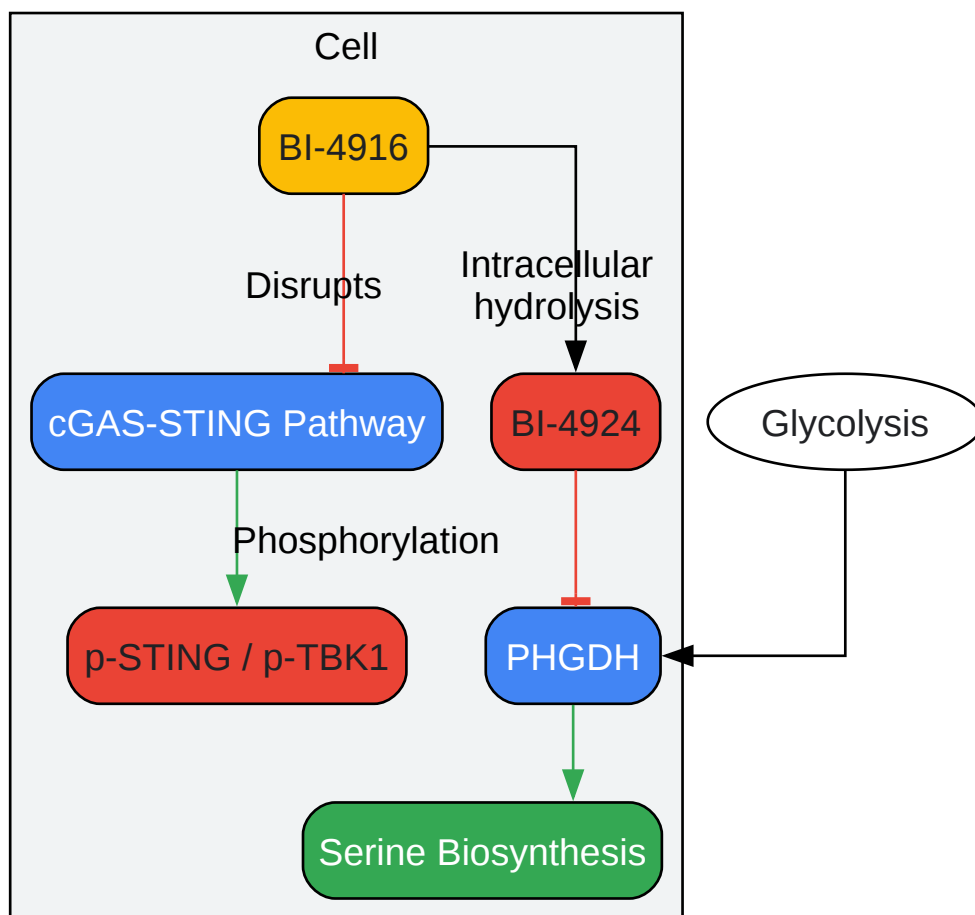 Cell
BI-4916
Disrupts
Intracellular
hydrolysis
cGAS-STING Pathway
BI-4924
Glycolysis
Phosphorylation
p-STING / p-TBK1
PHGDH
Serine Biosynthesis